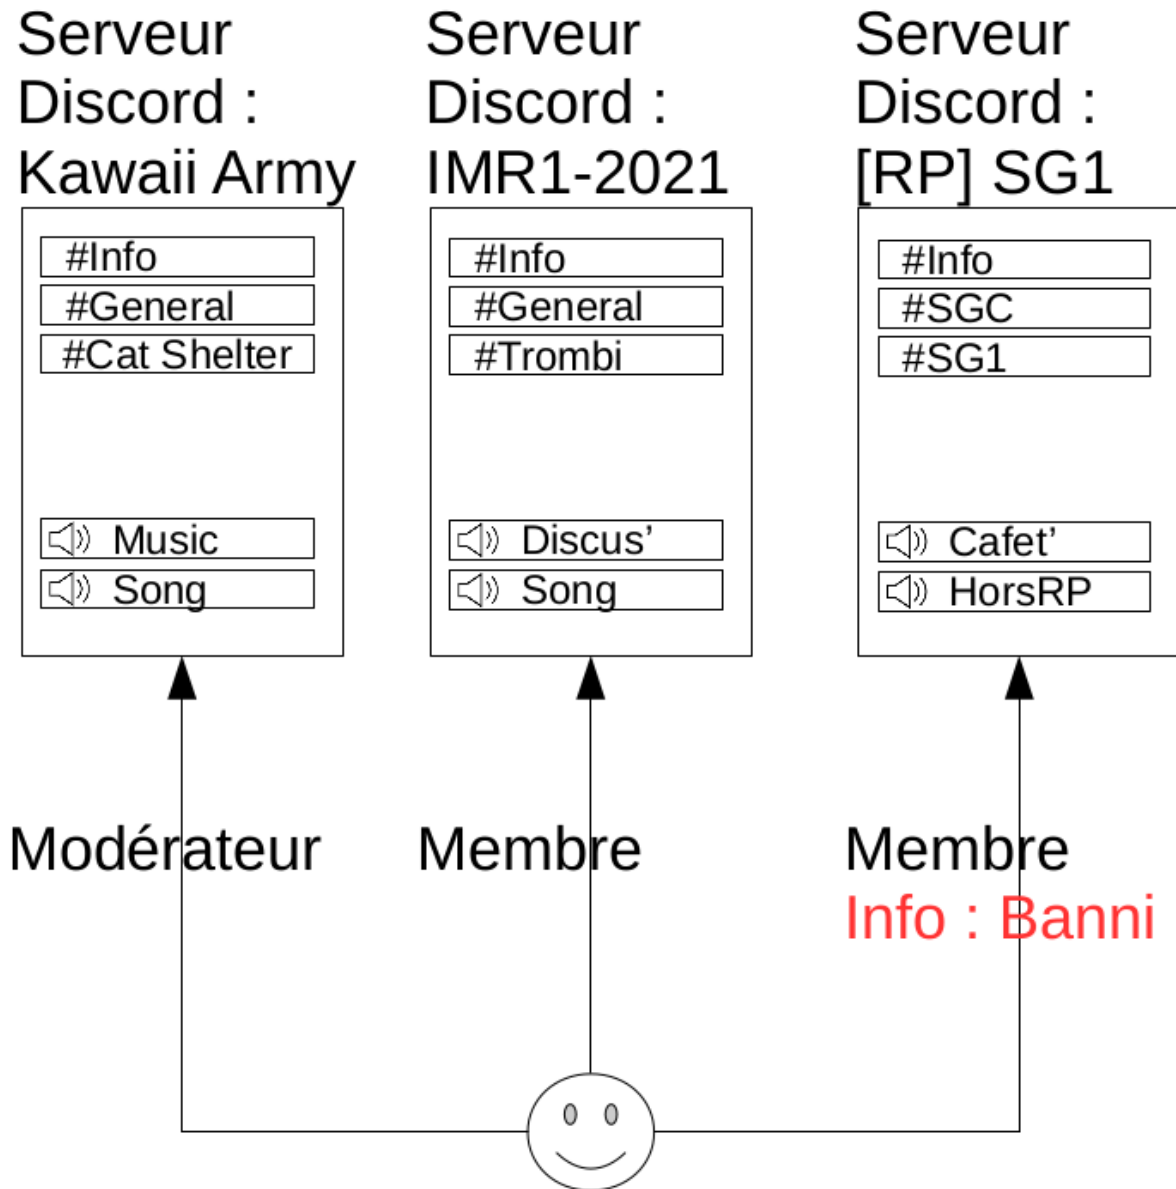 Serveur
Discord :
Kawaii Army
#Info
#General
#Cat Shelter
Music
Song
Modérateur
Serveur
Discord :
IMR1-2021
#Info
#General
#Trombi
Discus’
Song
Membre
Serveur
Discord :
[RP] SG1
#Info
#SGC
#SG1
Cafet’
HorsRP
Membre
Info : Banni